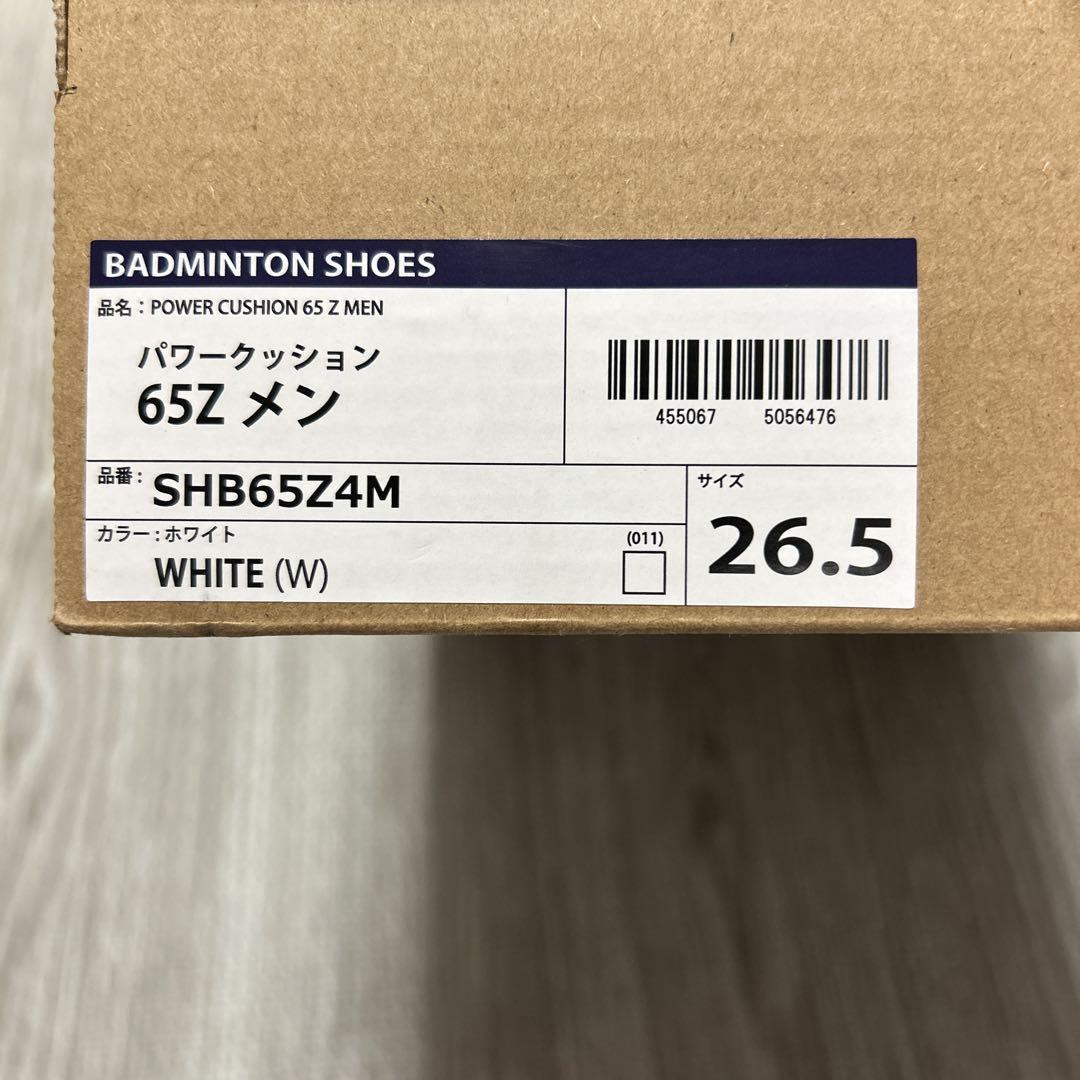 BADMINTON SHOES
品名：POWER CUSHION 65 Z MEN
パワークッション
65Z メン
455067 5056476
品番：
SHB65Z4M
サイズ
26.5
カラー：ホワイト
WHITE (W)
(011)